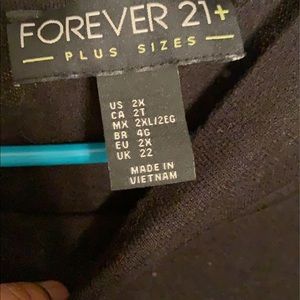 FOREVER 21+
PLUS SIZES
US 2X
CA 2T
MX 2XL/2EG
BR 4G
EU 2X
UK 22
MADE IN
VIETNAM